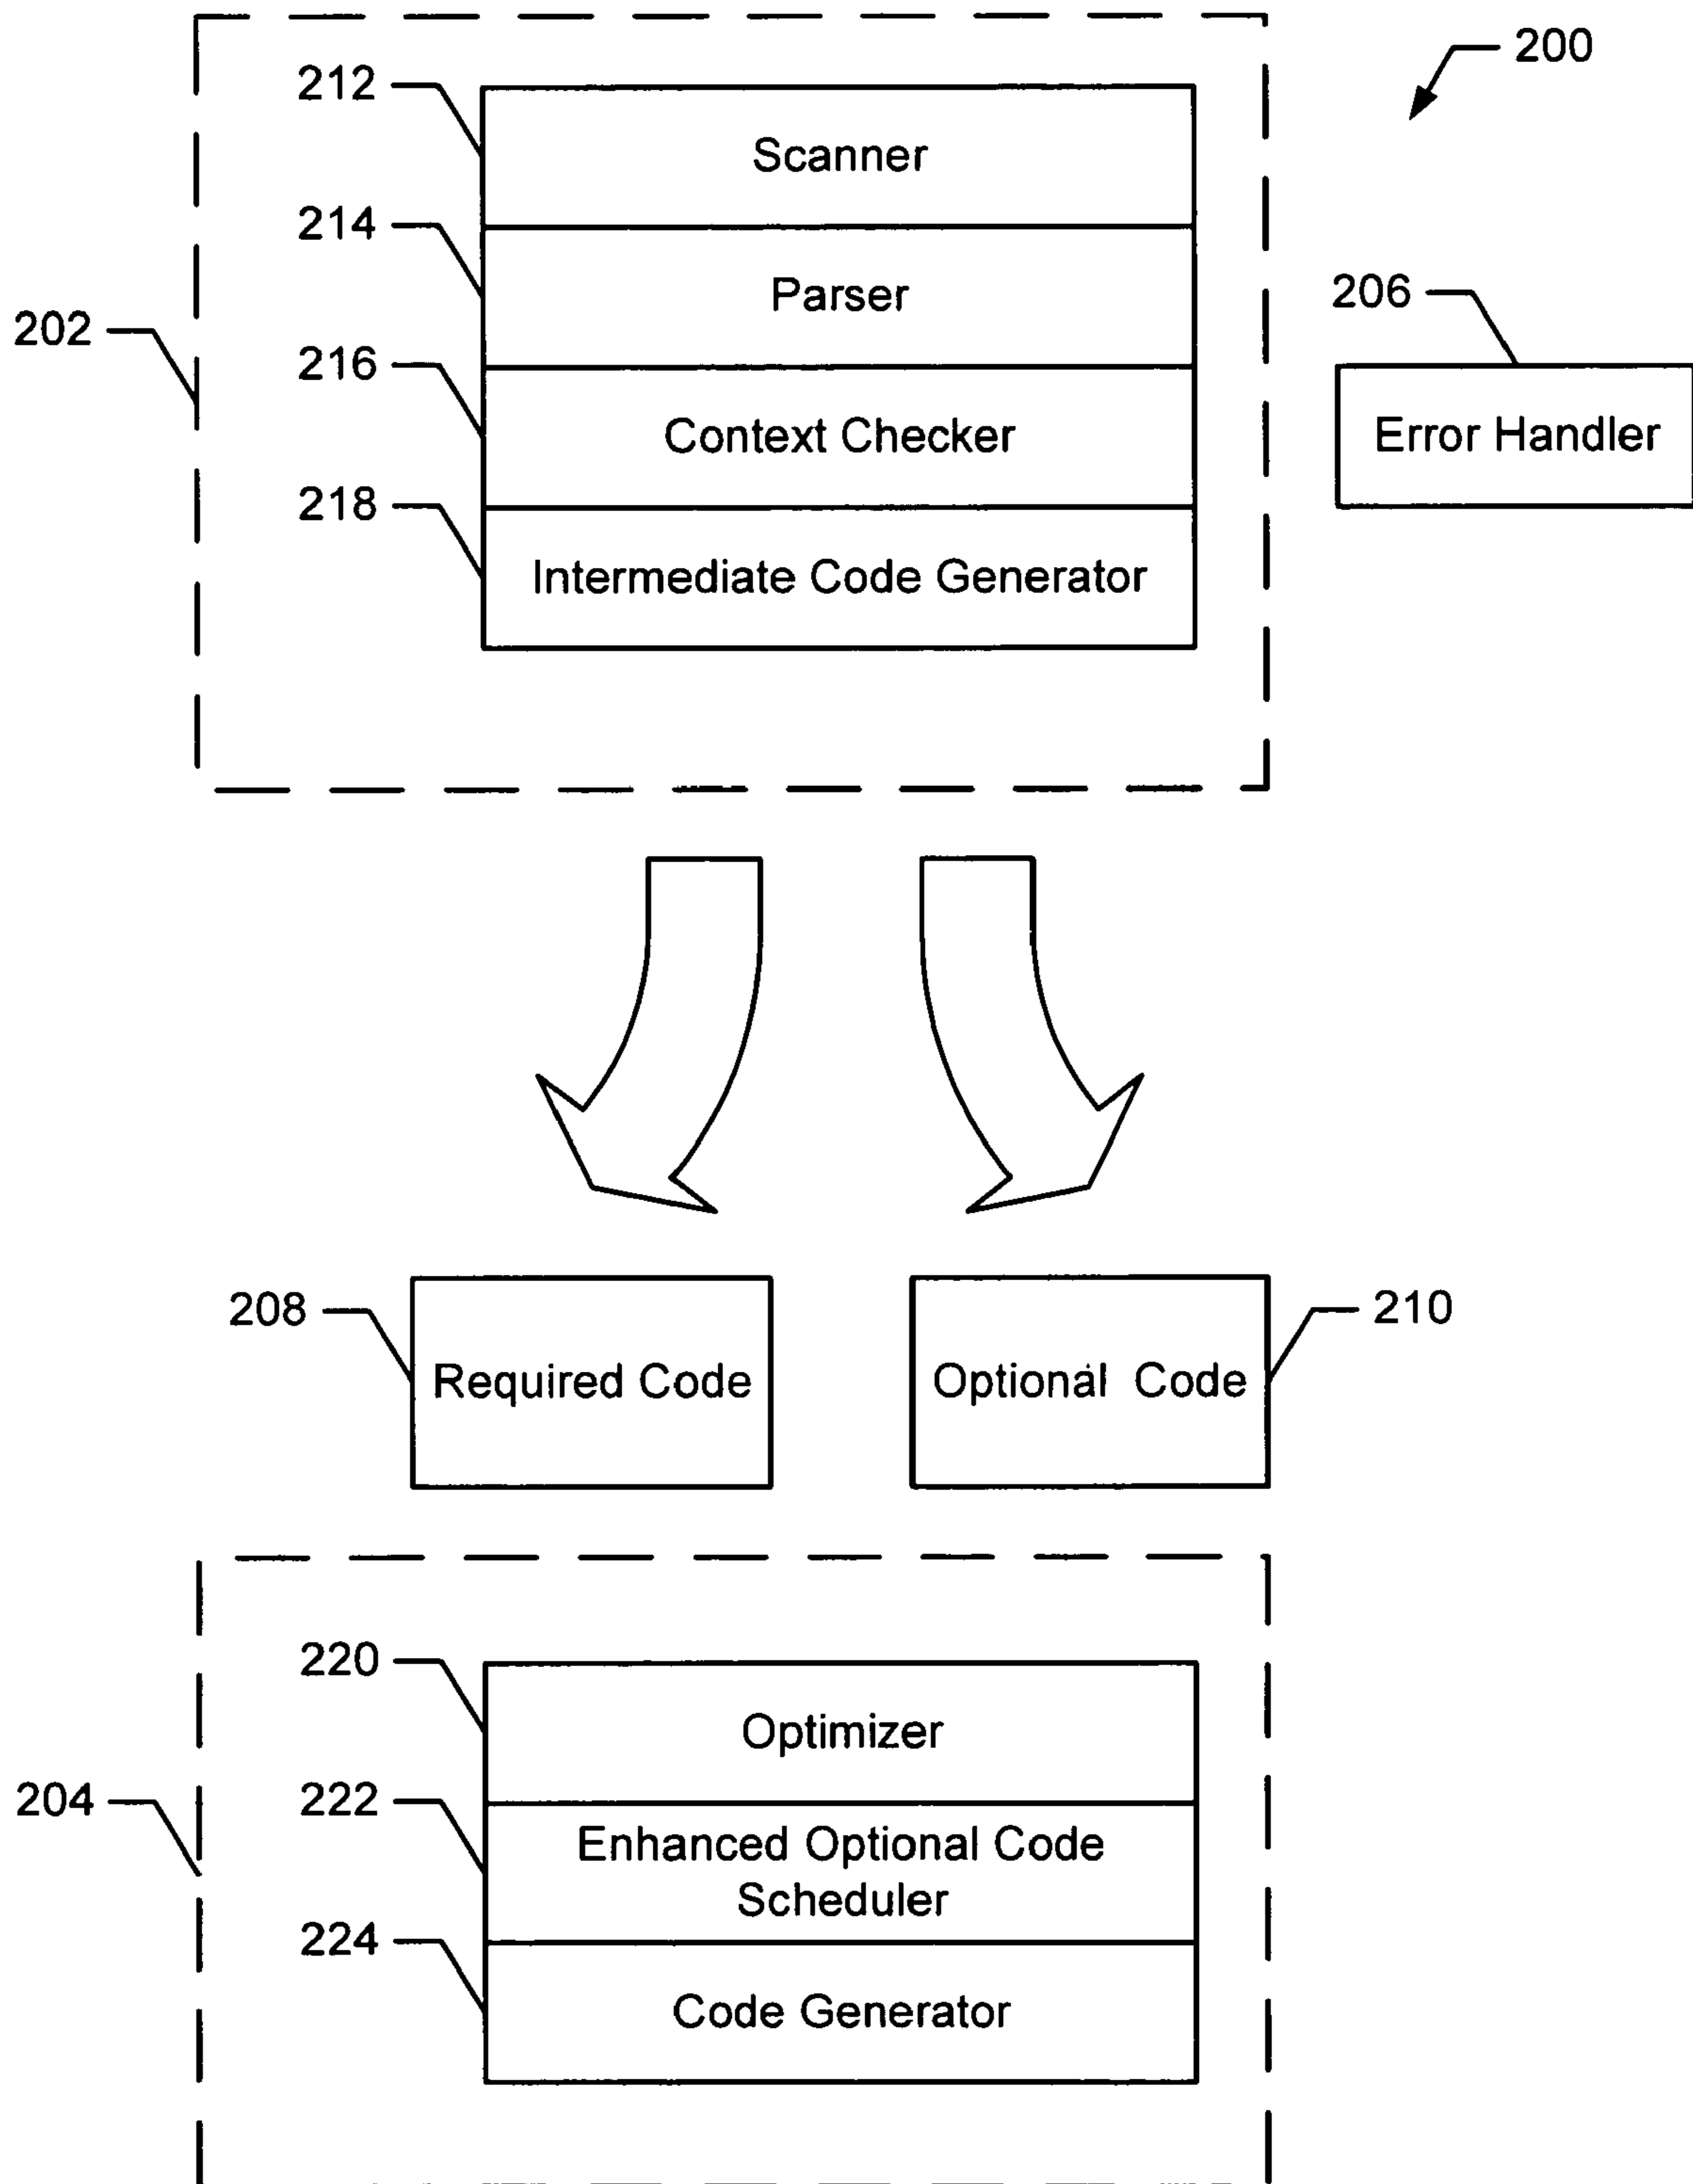 200
212
Scanner
214
Parser
202
206
216
Context Checker
Error Handler
218
Intermediate Code Generator
208
Required Code
Optional Code
210
220
Optimizer
204
222
Enhanced Optional Code
Scheduler
224
Code Generator